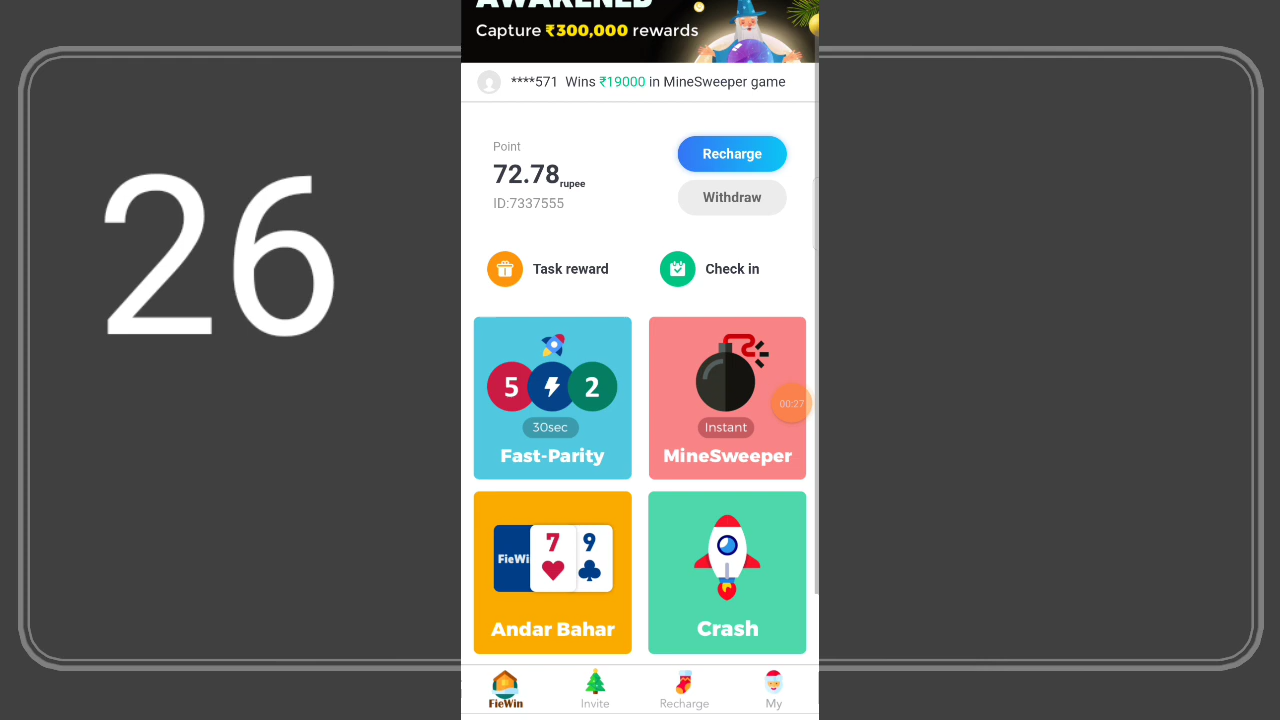 AWAKENED
Capture ₹300,000 rewards
****571 Wins ₹19000 in MineSweeper game
26
Point
72.78rupee
ID:7337555
Recharge
Withdraw
Task reward
Check in
5
2
30sec
Fast-Parity
Instant
MineSweeper
00:27
FieWi
7
9
Andar Bahar
Crash
FieWin
Invite
Recharge
My